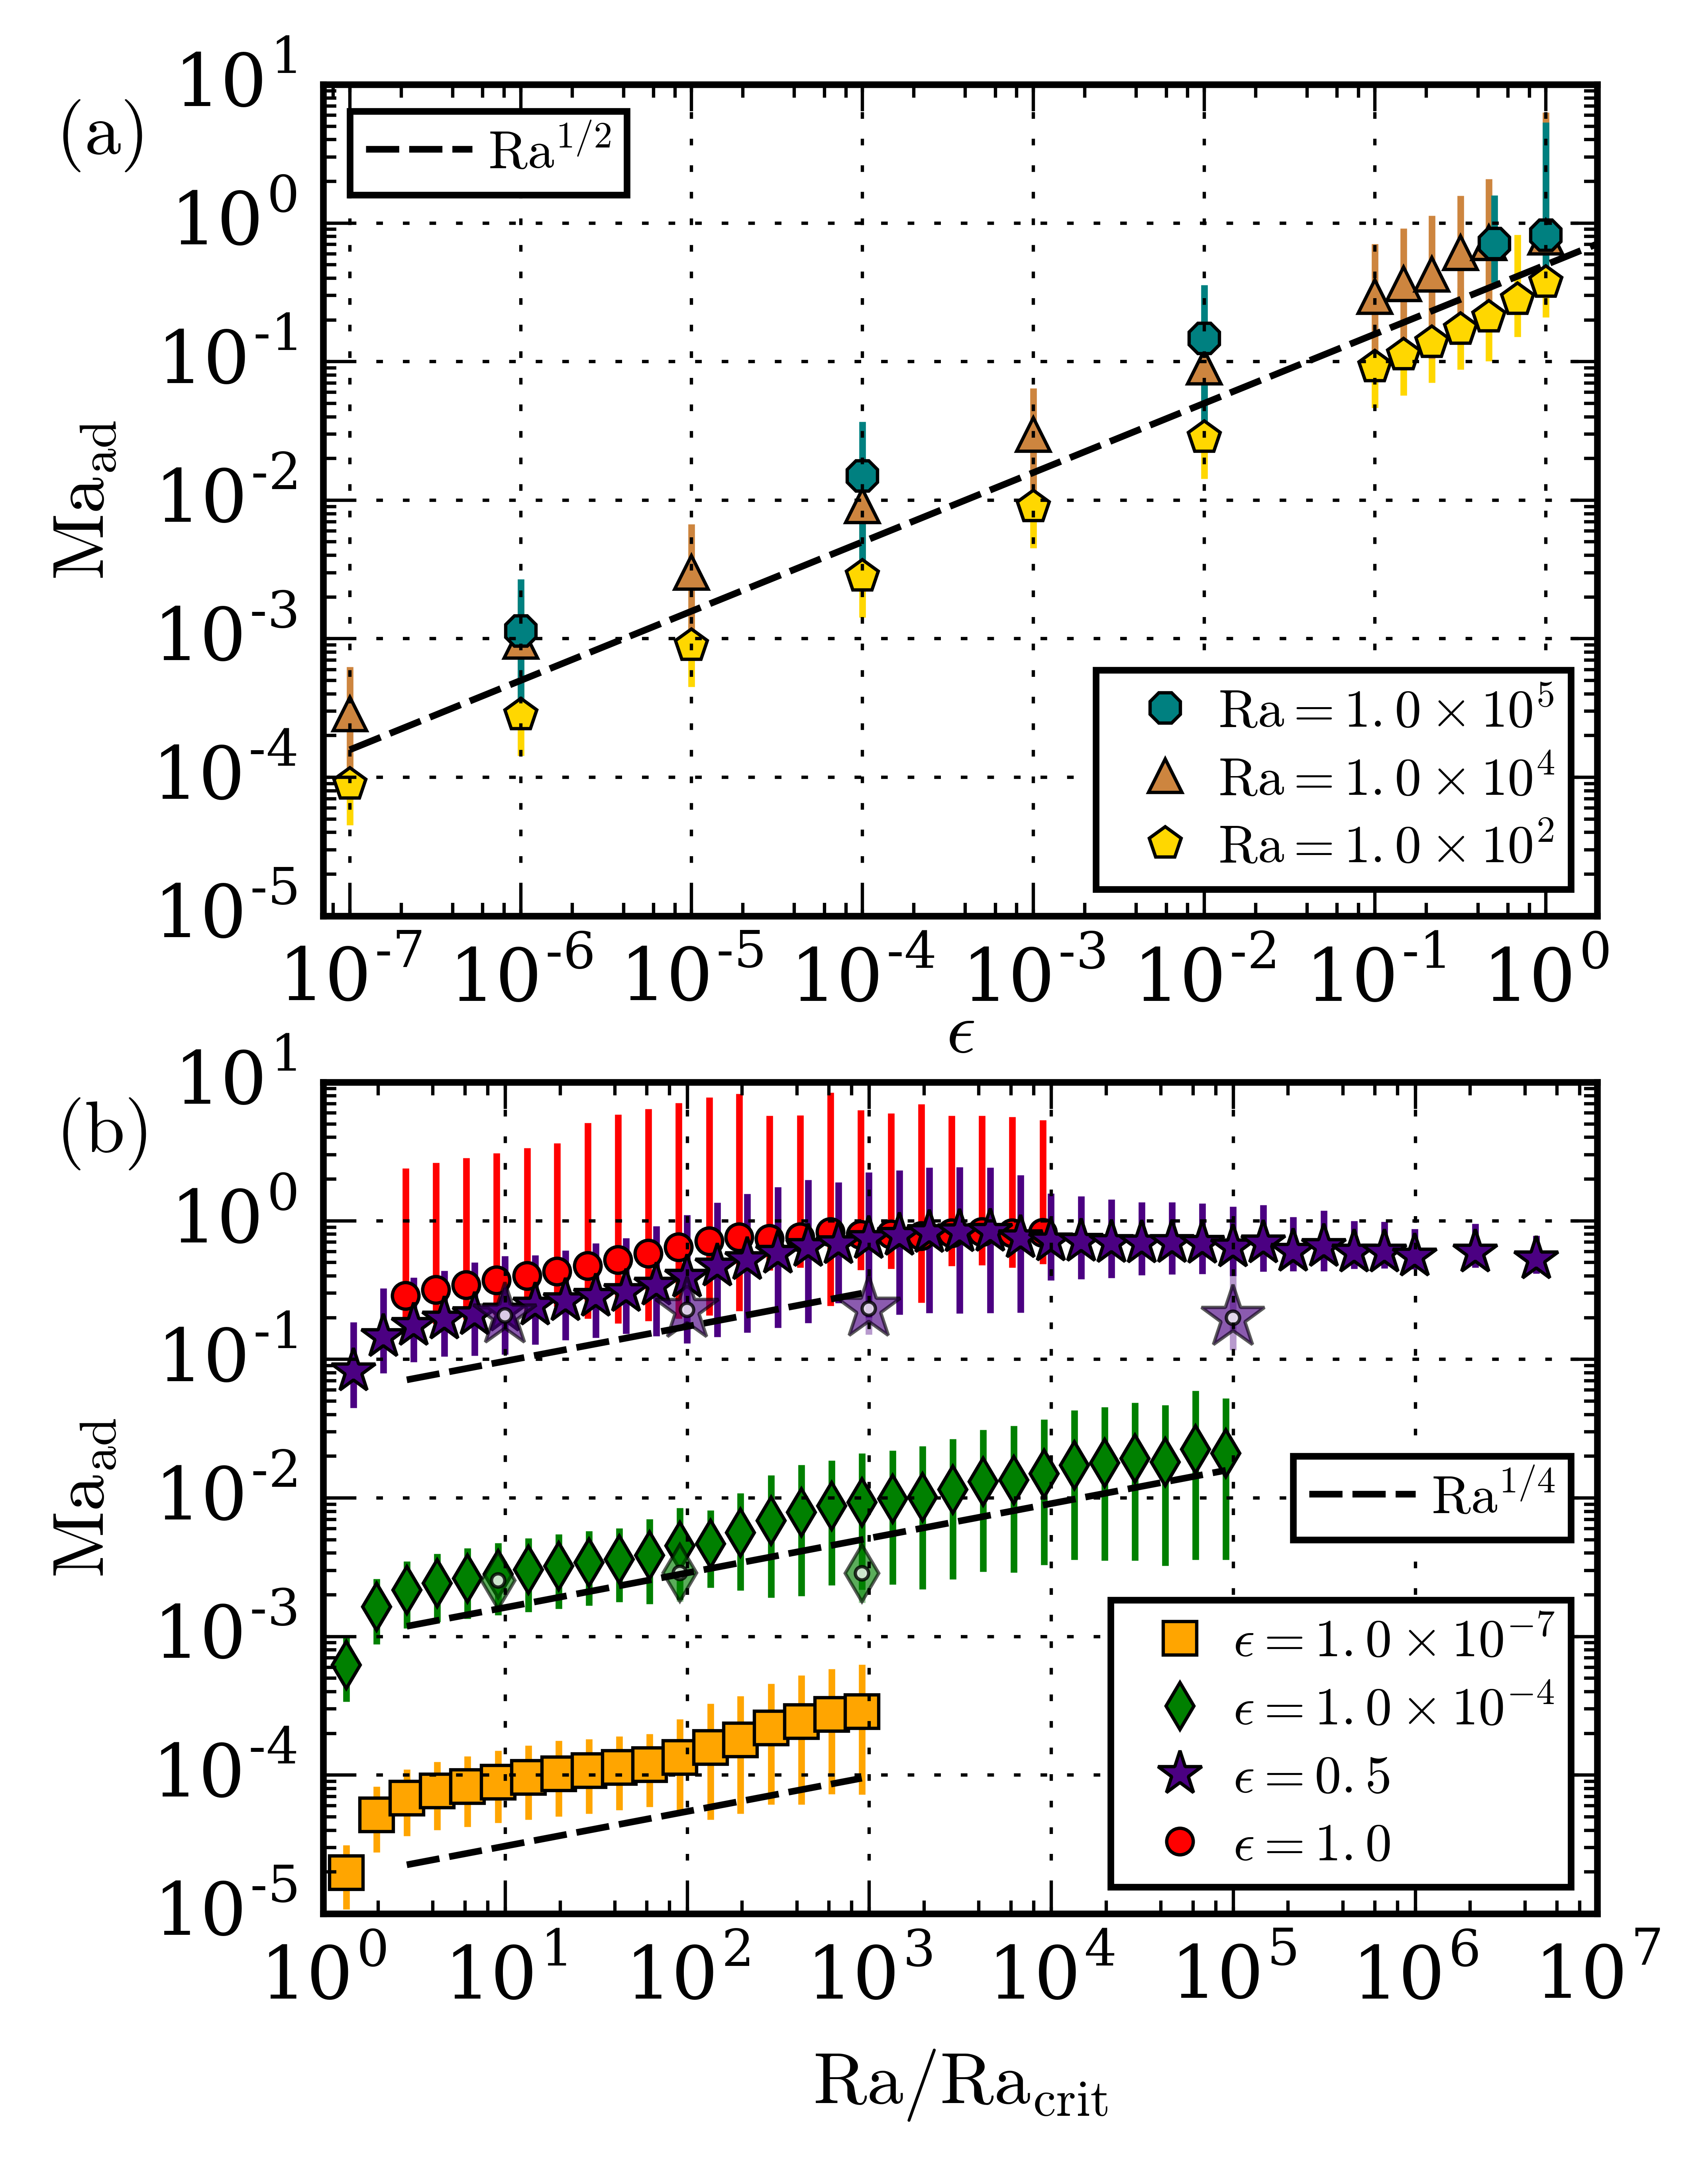 (a)
10^1
10^0
10^-1
10^-2
10^-3
10^-4
10^-5
Ma_ad
Ra^1/2
Ra = 1.0 × 10^5
Ra = 1.0 × 10^4
Ra = 1.0 × 10^2
10^-7 10^-6 10^-5 10^-4 10^-3 10^-2 10^-1 10^0
ϵ
(b)
10^1
10^0
10^-1
10^-2
10^-3
10^-4
10^-5
Ma_ad
Ra^1/4
ϵ = 1.0 × 10^−7
ϵ = 1.0 × 10^−4
ϵ = 0.5
ϵ = 1.0
10^0 10^1 10^2 10^3 10^4 10^5 10^6 10^7
Ra/Ra_crit